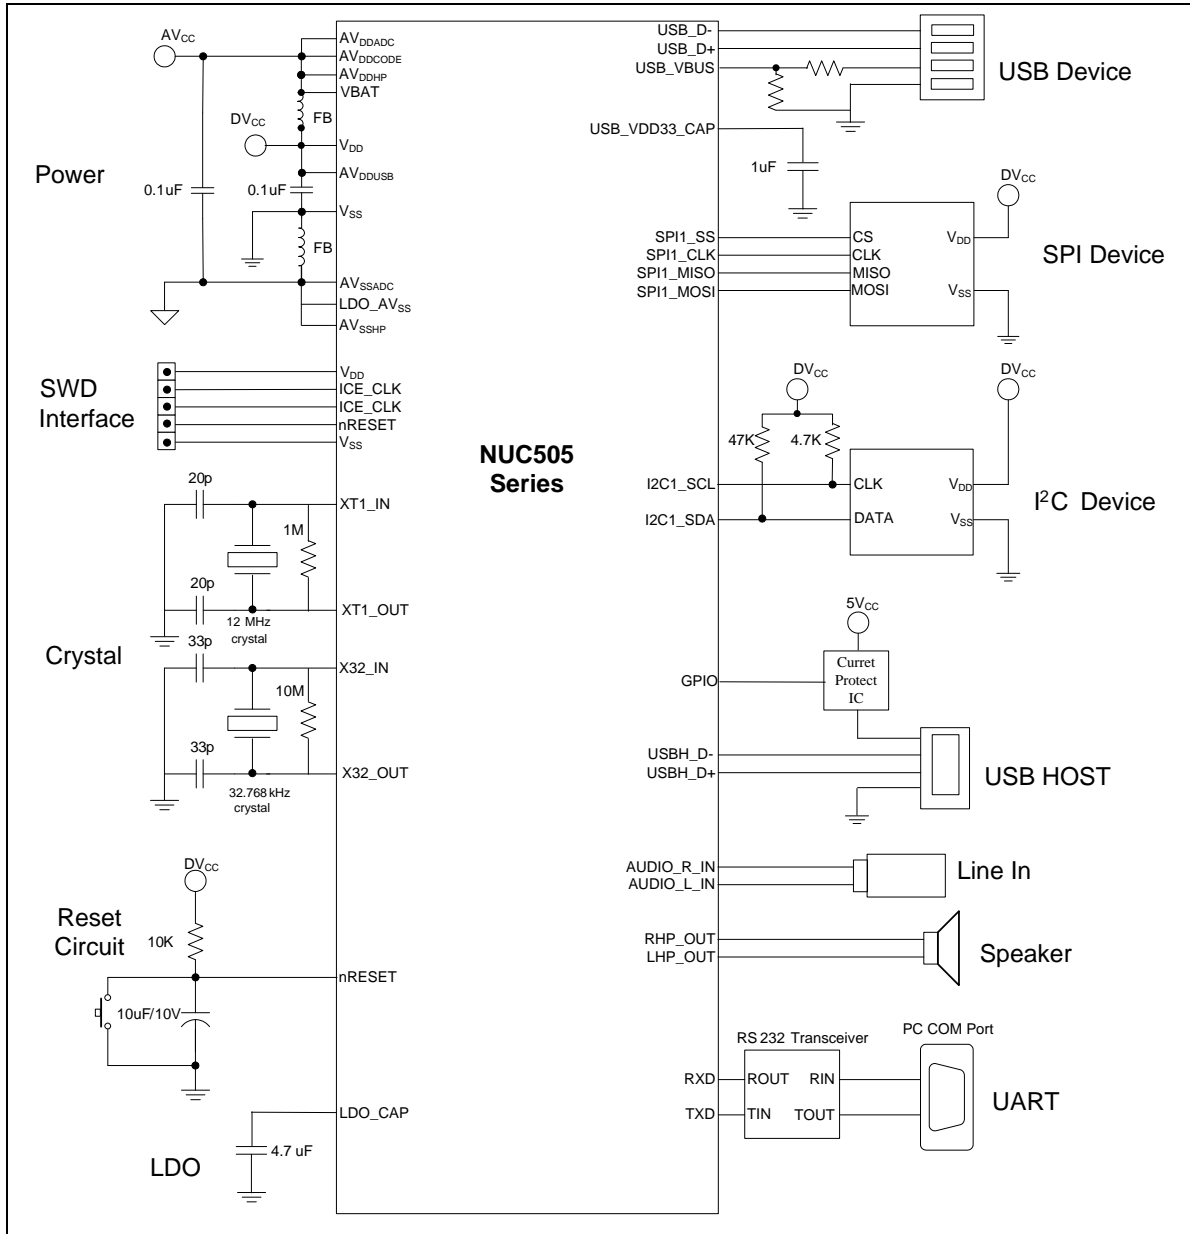 AVCC
AVDDADC
AVDDCODE
AVDDHP
VBAT
FB
DVCC
VDD
AVDDUSB
Power
0.1uF
0.1uF
VSS
FB
AVSSADC
LDO_AVSS
AVSSHP
SWD
Interface
VDD
ICE_CLK
ICE_CLK
nRESET
VSS
20p
XT1_IN
1M
20p
XT1_OUT
12 MHz
crystal
Crystal
33p
X32_IN
10M
33p
X32_OUT
32.768 kHz
crystal
DVCC
Reset
Circuit
10K
nRESET
10uF/10V
LDO_CAP
4.7 uF
LDO
NUC505
Series
USB_D-
USB_D+
USB_VBUS
USB Device
USB_VDD33_CAP
1uF
DVCC
SPI1_SS
SPI1_CLK
SPI1_MISO
SPI1_MOSI
CS
CLK
MISO
MOSI
VDD
VSS
SPI Device
DVCC
DVCC
47K
4.7K
I2C1_SCL
I2C1_SDA
CLK
DATA
VDD
VSS
I2C Device
5VCC
GPIO
Curret
Protect
IC
USBH_D-
USBH_D+
USB HOST
AUDIO_R_IN
AUDIO_L_IN
Line In
RHP_OUT
LHP_OUT
Speaker
RS 232 Transceiver
PC COM Port
RXD
TXD
ROUT
RIN
TIN
TOUT
UART